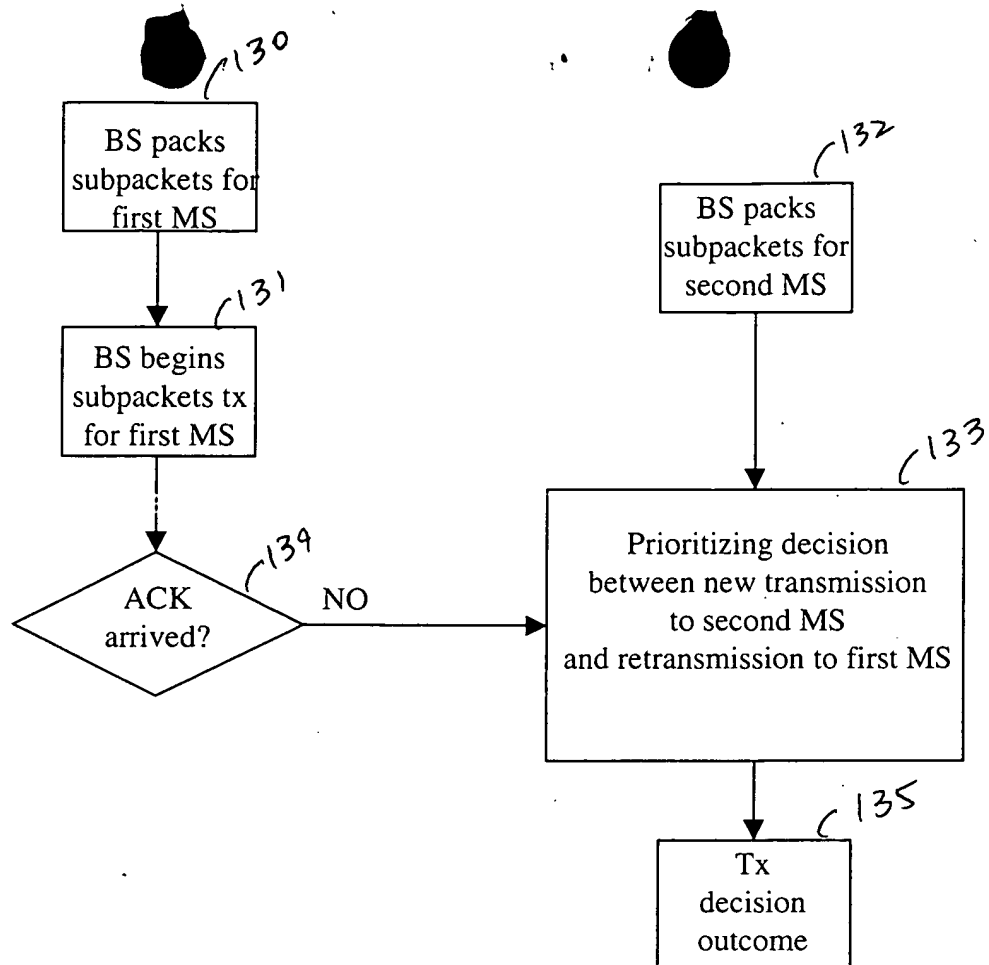 130
BS packs
subpackets for
first MS
131
BS begins
subpackets tx
for first MS
134
ACK
arrived?
NO
132
BS packs
subpackets for
second MS
133
Prioritizing decision
between new transmission
to second MS
and retransmission to first MS
135
Tx
decision
outcome